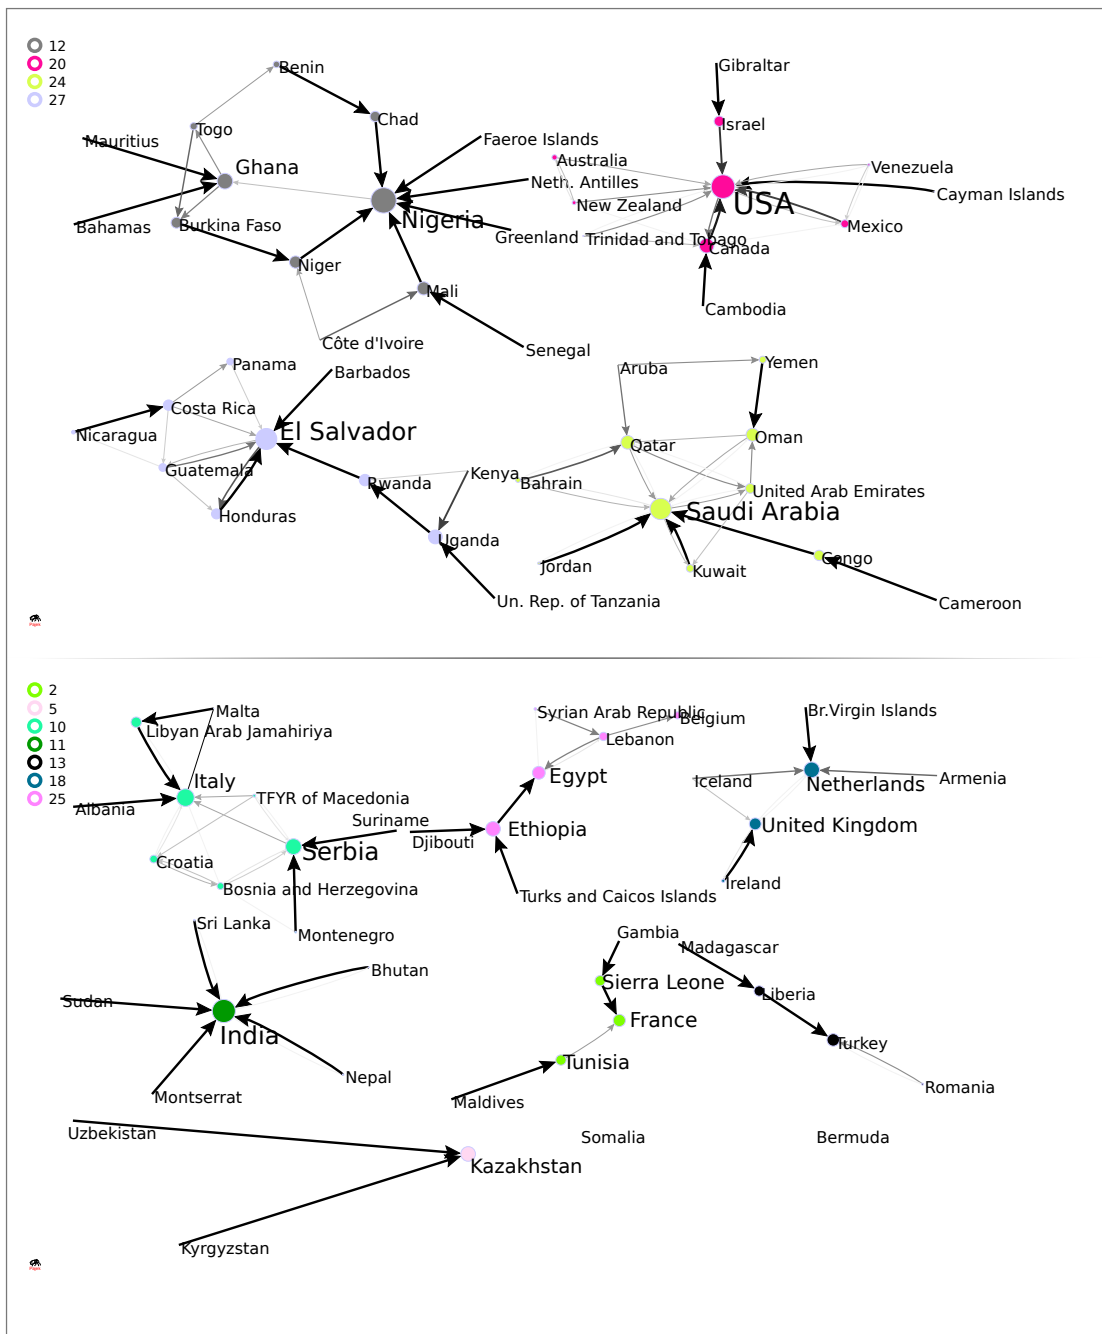 12
20
24
27
Benin
Gibraltar
Mauritius
Togo
Chad
Israel
Faeroe Islands
Ghana
Australia
Venezuela
Neth. Antilles
Cayman Islands
New Zealand
USA
Bahamas
Burkina Faso
Nigeria
Greenland
Trinidad and Tobago
Mexico
Canada
Niger
Mali
Cambodia
Côte d'Ivoire
Senegal
Panama
Barbados
Aruba
Yemen
Costa Rica
Nicaragua
El Salvador
Qatar
Oman
Guatemala
Rwanda
Kenya
Bahrain
United Arab Emirates
Honduras
Saudi Arabia
Uganda
Jordan
Kuwait
Congo
Un. Rep. of Tanzania
Cameroon
2
5
10
11
13
18
25
Malta
Libyan Arab Jamahiriya
Syrian Arab Republic
Belgium
Lebanon
Br.Virgin Islands
Italy
Egypt
Iceland
Netherlands
Armenia
Albania
TFYR of Macedonia
Suriname
Djibouti
Ethiopia
United Kingdom
Serbia
Croatia
Bosnia and Herzegovina
Turks and Caicos Islands
Ireland
Sri Lanka
Montenegro
Gambia
Madagascar
Bhutan
Sierra Leone
Liberia
Sudan
India
France
Turkey
Tunisia
Nepal
Montserrat
Maldives
Romania
Uzbekistan
Somalia
Bermuda
Kazakhstan
Kyrgyzstan